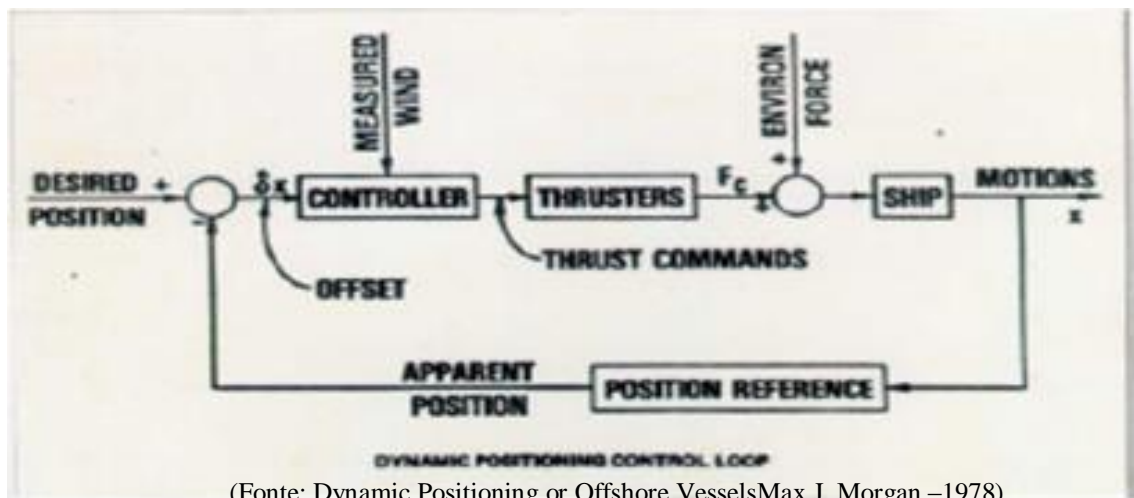 MEASURED
WIND
ENVIRON
FORCE
DESIRED +
POSITION
-
δx
CONTROLLER
THRUSTERS
Fc
+
+
SHIP
MOTIONS
x
THRUST COMMANDS
OFFSET
APPARENT
POSITION
POSITION REFERENCE
DYNAMIC POSITIONING CONTROL LOOP
(Fonte: Dynamic Positioning or Offshore VesselsMax J. Morgan –1978)